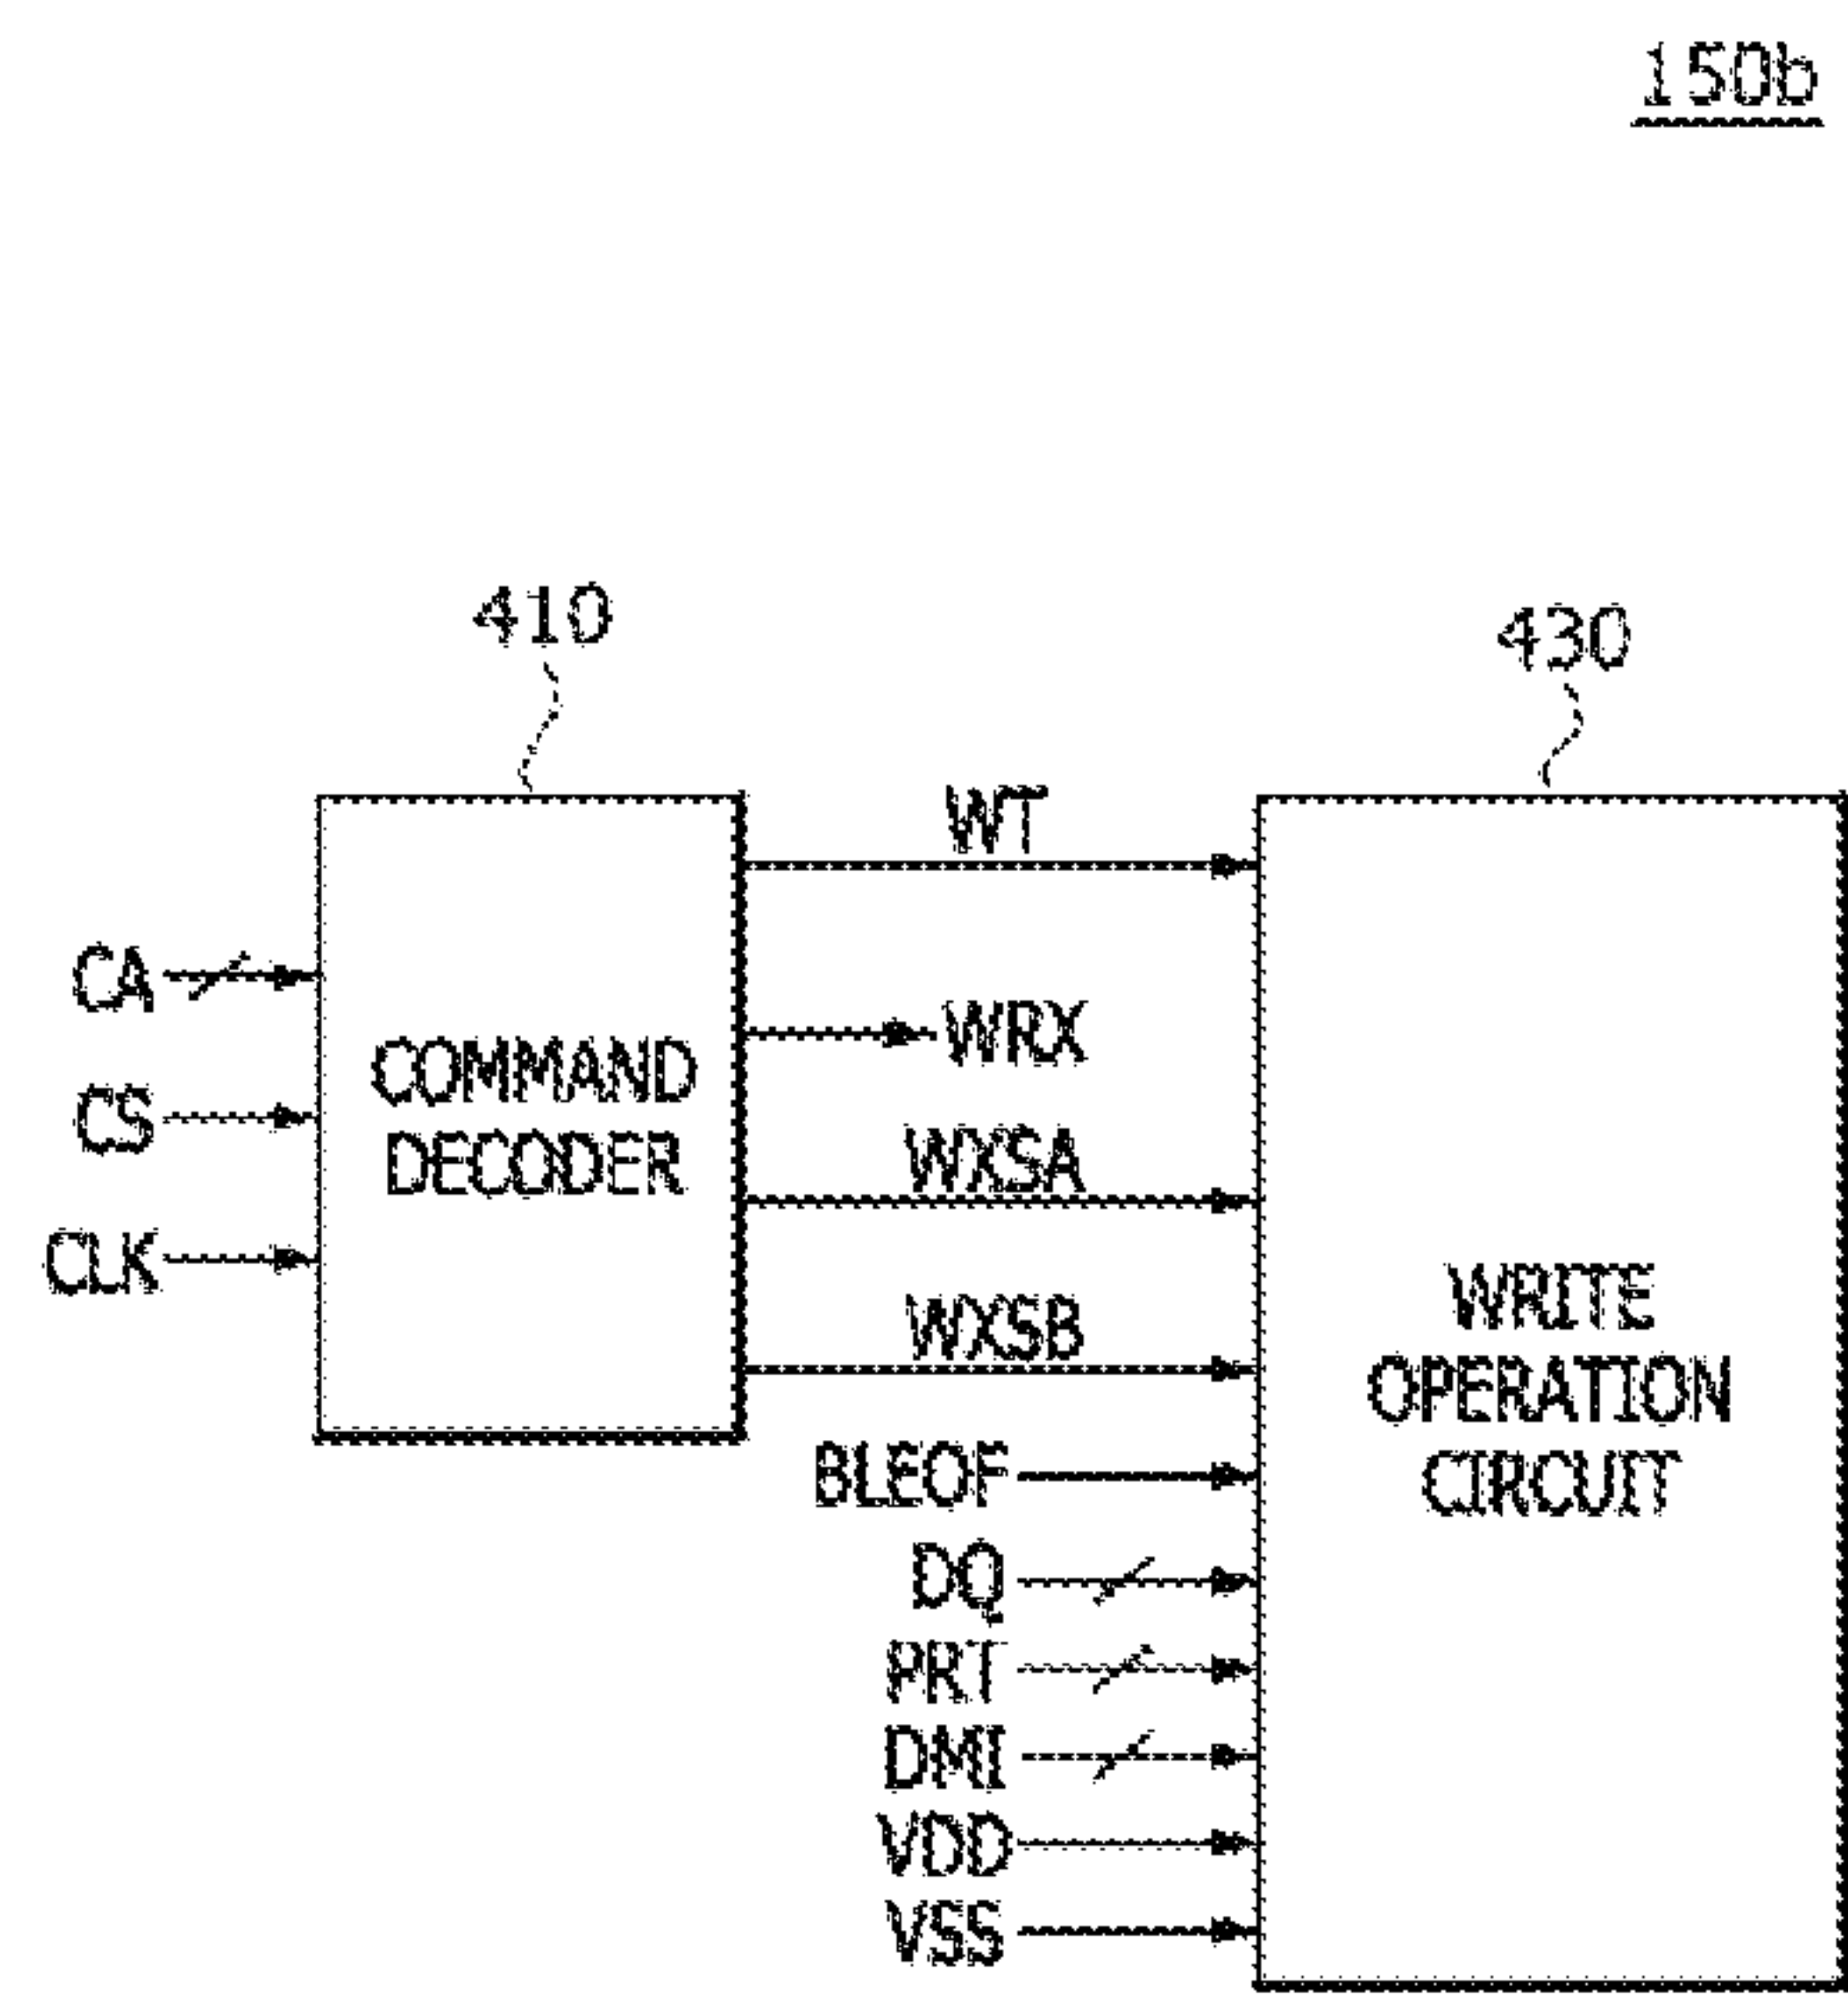 150b
410
430
WT
CA
WRX
COMMAND
DECODER
CS
WXSA
CLK
WXSB
WRITE
OPERATION
CIRCUIT
BLEOF
DQ
PRT
DMI
VDD
VSS